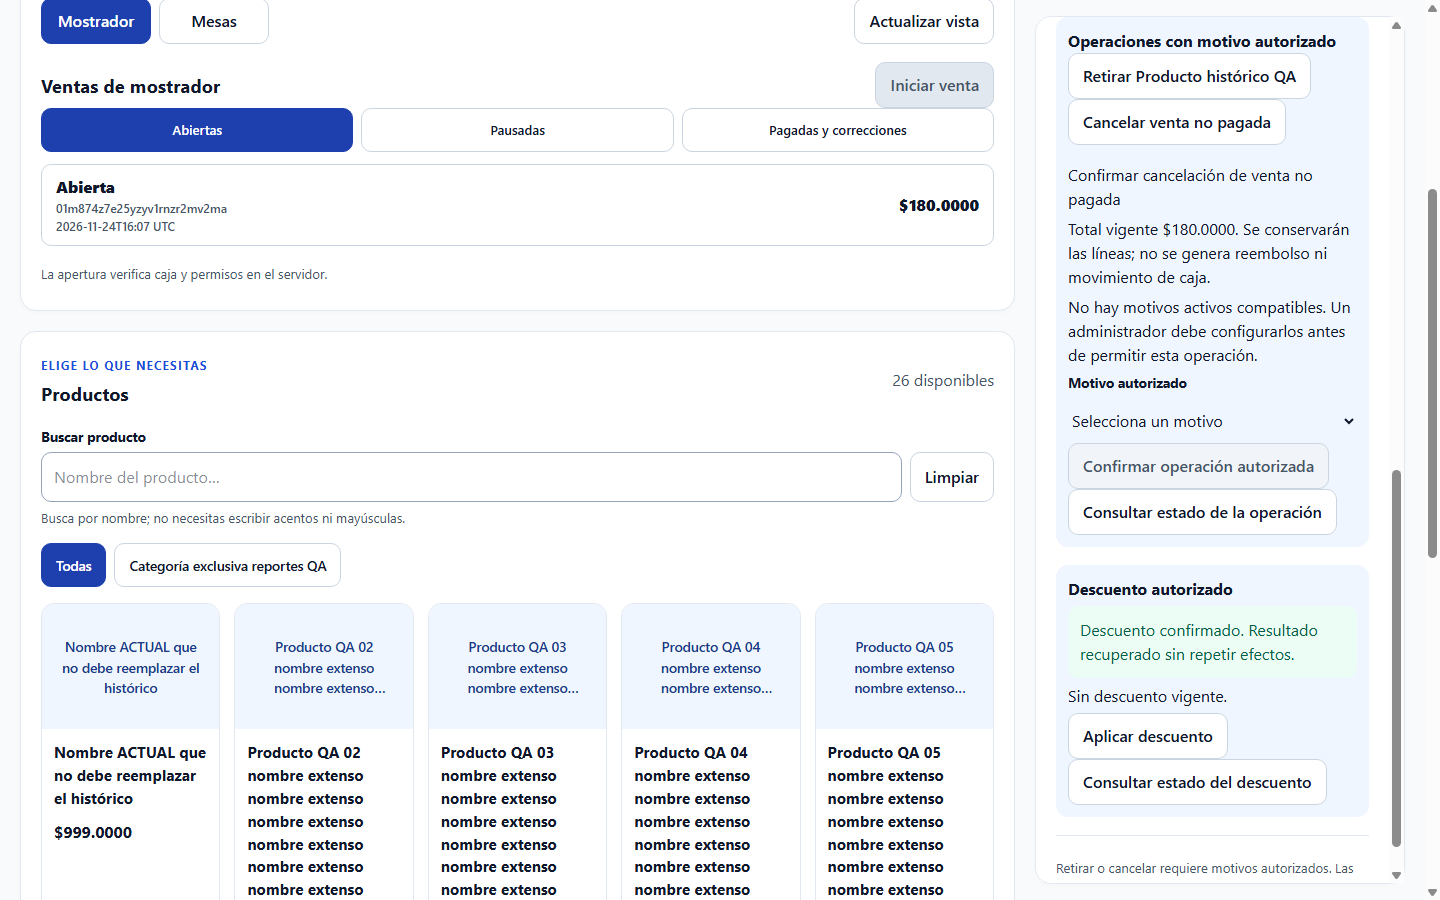 Mostrador
Mesas
Actualizar vista
Ventas de mostrador
Iniciar venta
Abiertas
Pausadas
Pagadas y correcciones
Abierta
01m874z7e25yzyv1rnzr2mv2ma
2026-11-24T16:07 UTC
$180.0000
La apertura verifica caja y permisos en el servidor.
ELIGE LO QUE NECESITAS
Productos
26 disponibles
Buscar producto
Nombre del producto...
Limpiar
Busca por nombre; no necesitas escribir acentos ni mayúsculas.
Todas
Categoría exclusiva reportes QA
Nombre ACTUAL que
no debe reemplazar el
histórico
Nombre ACTUAL que
no debe reemplazar
el histórico
$999.0000
Producto QA 02
nombre extenso
nombre extenso...
Producto QA 02
nombre extenso
nombre extenso
nombre extenso
nombre extenso
nombre extenso
nombre extenso
Producto QA 03
nombre extenso
nombre extenso...
Producto QA 03
nombre extenso
nombre extenso
nombre extenso
nombre extenso
nombre extenso
nombre extenso
Producto QA 04
nombre extenso
nombre extenso...
Producto QA 04
nombre extenso
nombre extenso
nombre extenso
nombre extenso
nombre extenso
nombre extenso
Producto QA 05
nombre extenso
nombre extenso...
Producto QA 05
nombre extenso
nombre extenso
nombre extenso
nombre extenso
nombre extenso
nombre extenso
Operaciones con motivo autorizado
Retirar Producto histórico QA
Cancelar venta no pagada
Confirmar cancelación de venta no
pagada
Total vigente $180.0000. Se conservarán
las líneas; no se genera reembolso ni
movimiento de caja.
No hay motivos activos compatibles. Un
administrador debe configurarlos antes
de permitir esta operación.
Motivo autorizado
Selecciona un motivo
Confirmar operación autorizada
Consultar estado de la operación
Descuento autorizado
Descuento confirmado. Resultado
recuperado sin repetir efectos.
Sin descuento vigente.
Aplicar descuento
Consultar estado del descuento
Retirar o cancelar requiere motivos autorizados. Las